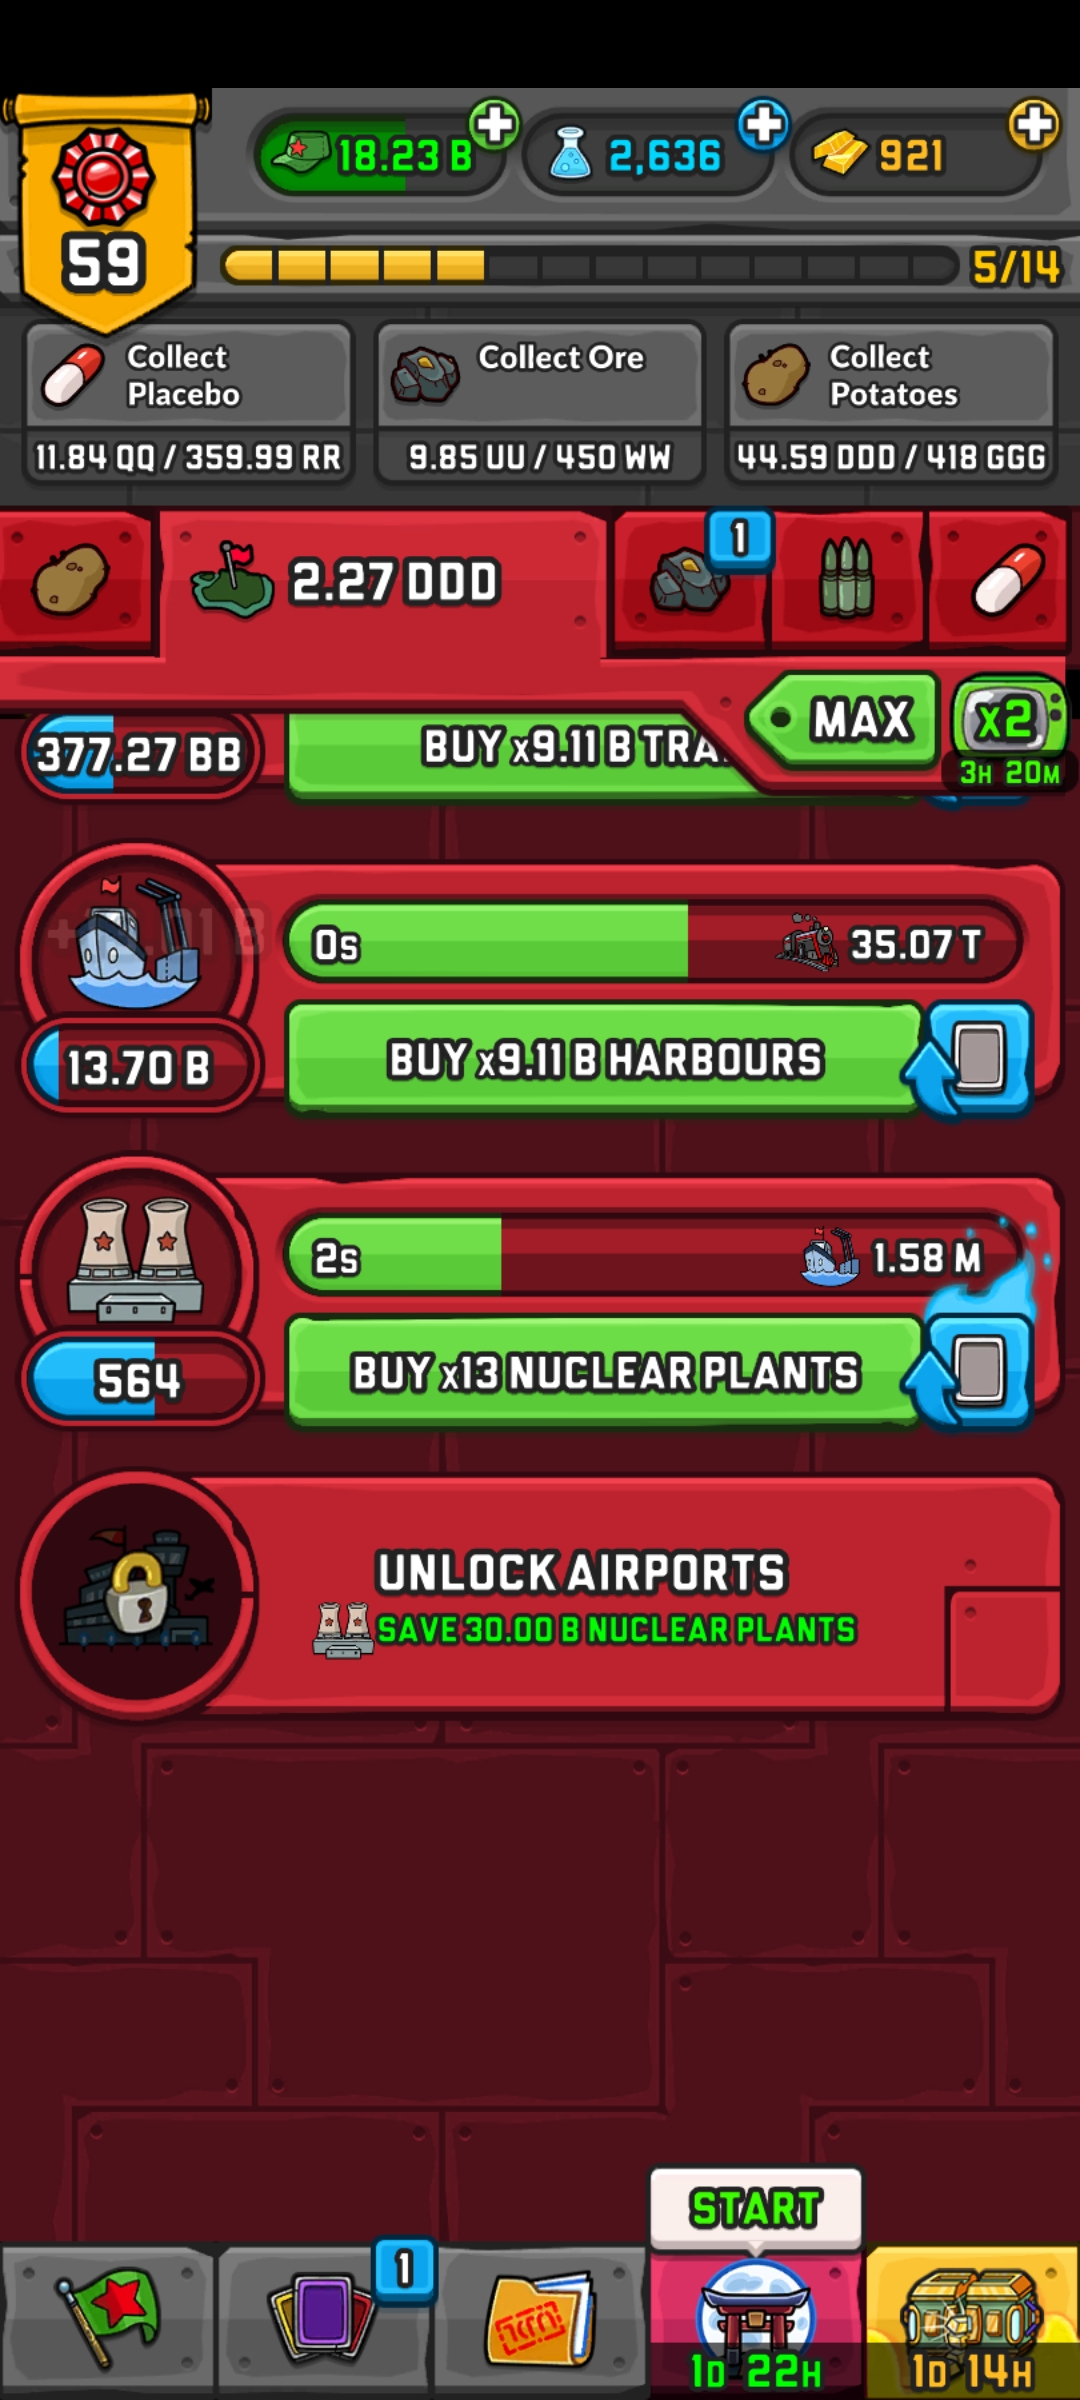 18.23 B
2,636
921
59
5/14
Collect
Placebo
11.84 QQ / 359.99 RR
Collect Ore
9.85 UU / 450 WW
Collect
Potatoes
44.59 DDD / 418 GGG
2.27 DDD
1
MAX
x2
3H 20M
377.27 BB
BUY x9.11 B
0s
35.07 T
13.70 B
BUY x9.11 B HARBOURS
2s
1.58 M
564
BUY x13 NUCLEAR PLANTS
UNLOCK AIRPORTS
SAVE 30.00 B NUCLEAR PLANTS
START
1
1D 22H
1D 14H